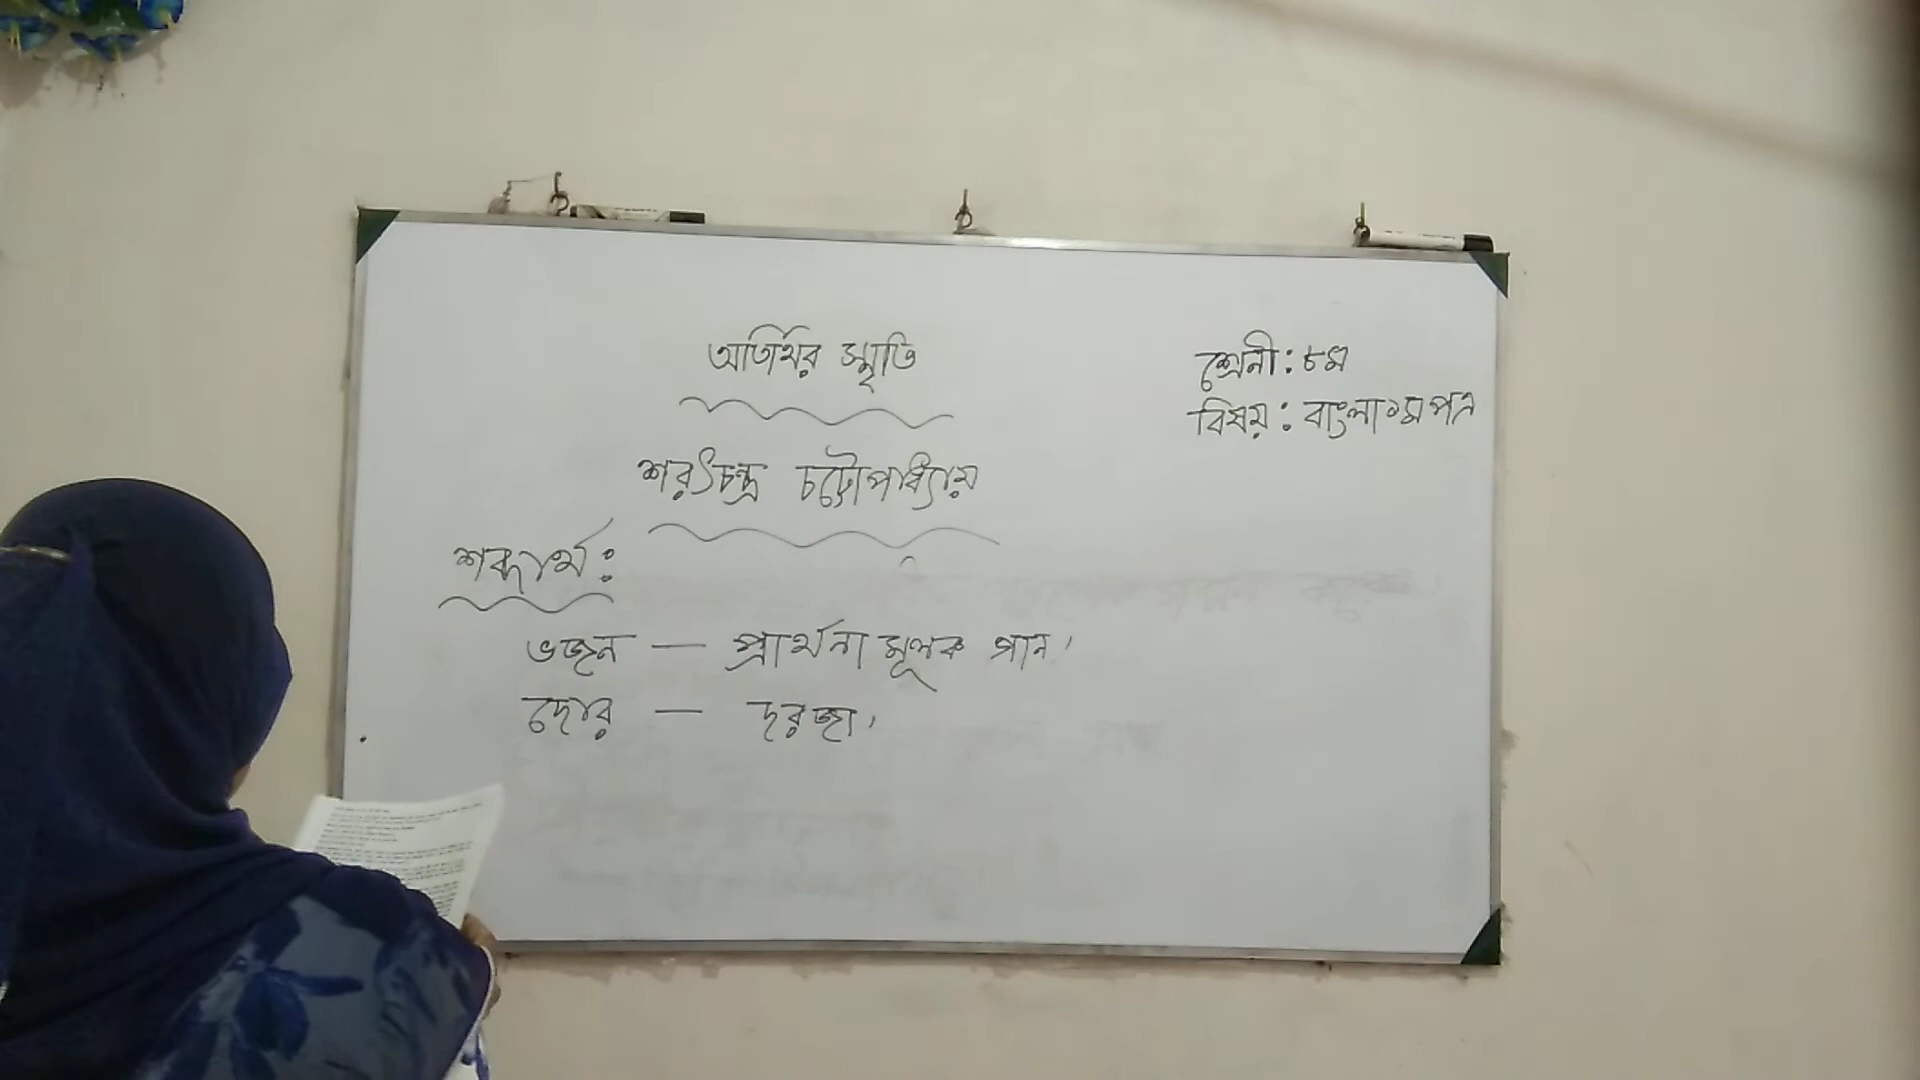 অতিথির স্মৃতি
শ্রেনী : ৮ম
বিষয় : বাংলা ১ম পত্র
শরৎচন্দ্র চট্টোপাধ্যায়
শব্দার্থ :
ভজন — প্রার্থনা মূলক গান।
দোর — দরজা।